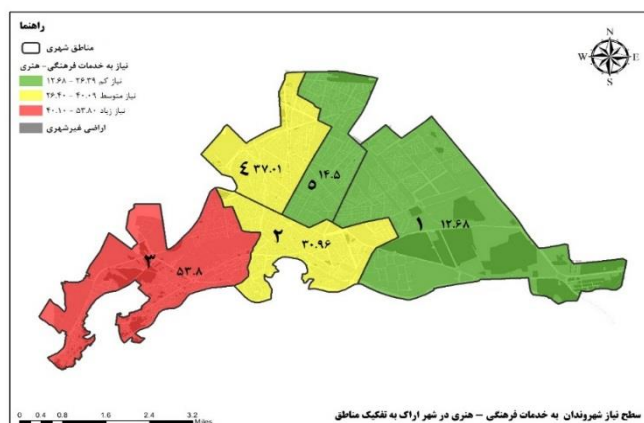 راهنما
مناطق شهری
نیاز به خدمات فرهنگی- هنری
نیاز کم ۲۶.۳۹ - ۱۲.۶۸
نیاز متوسط ۴۰.۰۹ - ۲۶.۴۰
نیاز زیاد ۵۳.۸۰ - ۴۰.۱۰
اراضی غیرشهری
N
W E
S
۴ ۳۷.۰۱
۵ ۱۴.۵
۱ ۱۲.۶۸
۲ ۳۰.۹۶
۳ ۵۳.۸
0 0.4 0.8 1.6 2.4 3.2
Miles
سطح نیاز شهروندان به خدمات فرهنگی - هنری در شهر اراک به تفکیک مناطق